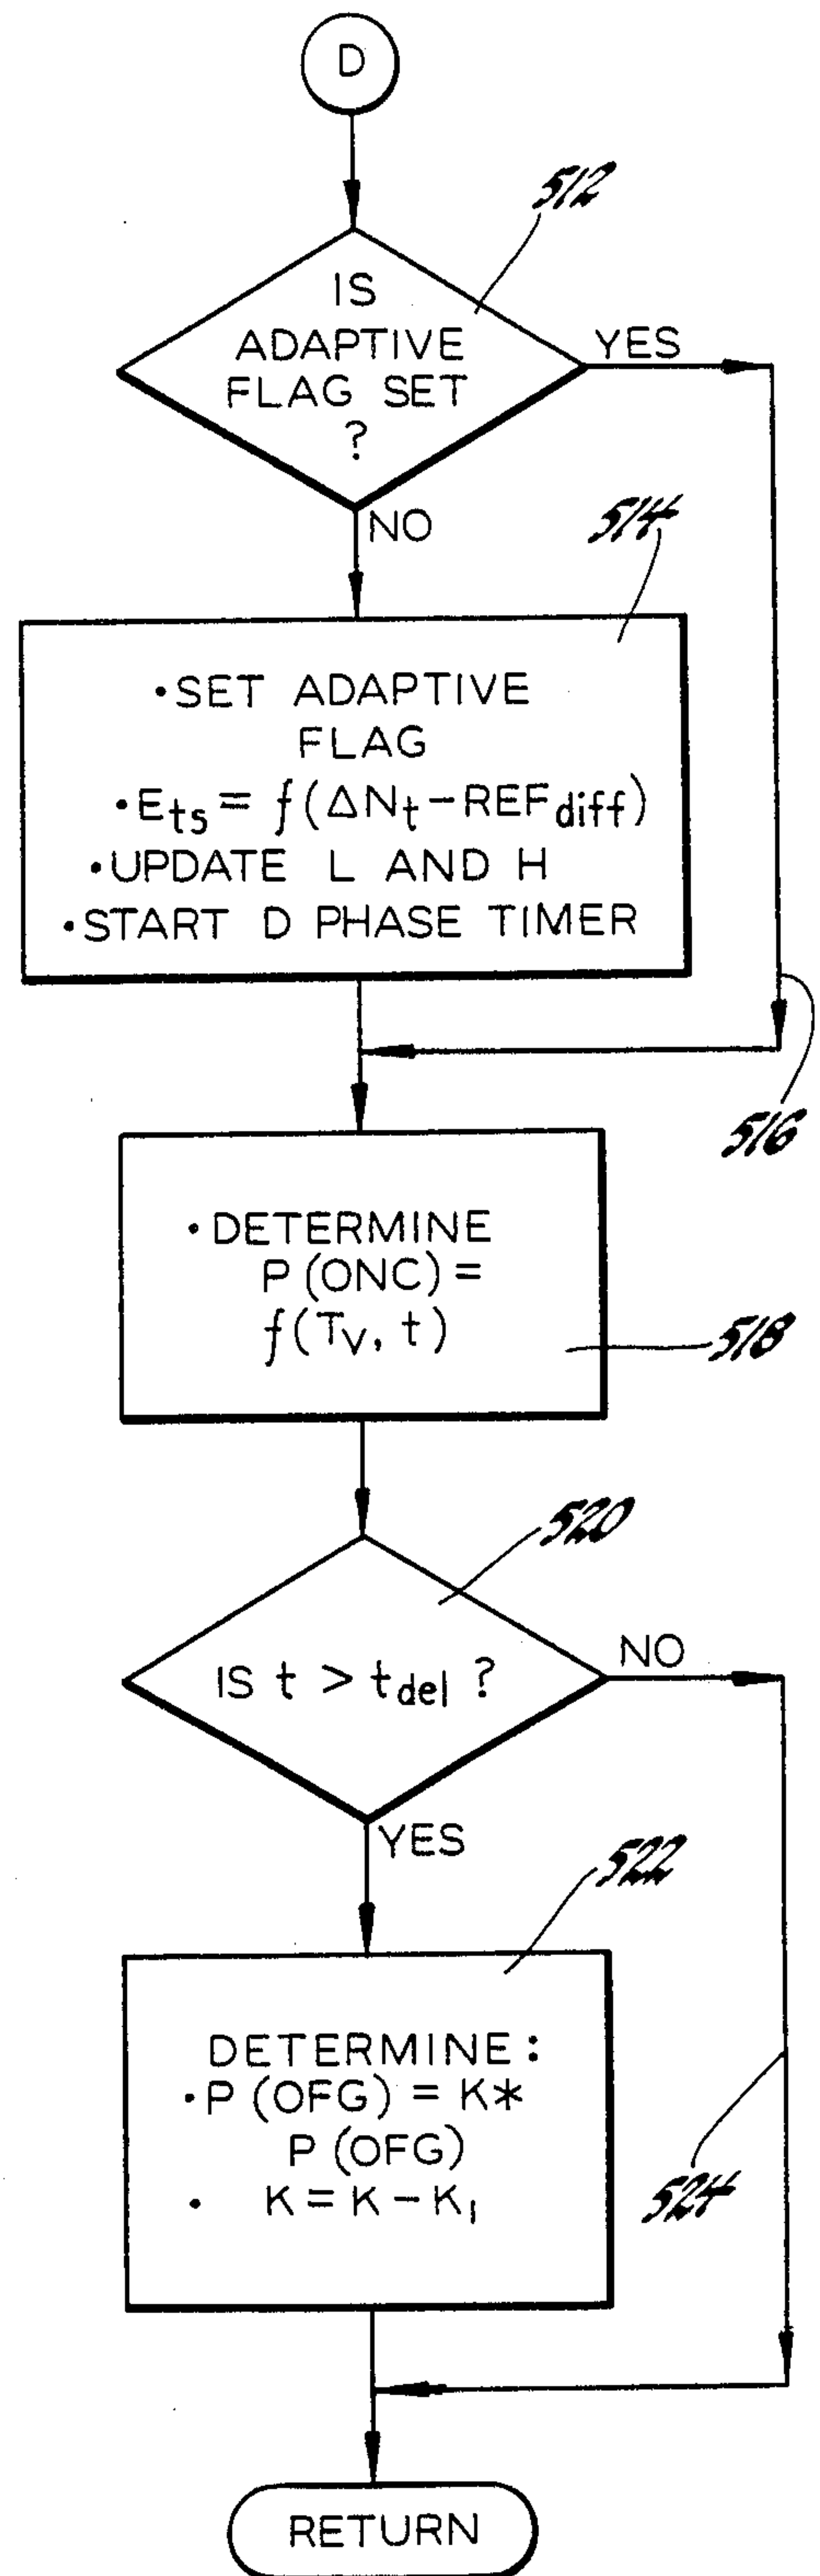 D
512
IS
ADAPTIVE
FLAG SET
?
YES
NO
514
•SET ADAPTIVE
FLAG
•Ets = f(ΔNt-REFdiff)
•UPDATE L AND H
•START D PHASE TIMER
516
•DETERMINE
P(ONC) =
f(Tv, t)
518
520
IS t > tdel ?
NO
YES
522
DETERMINE:
•P(OFG) = K*
P(OFG)
• K = K - K1
524
RETURN